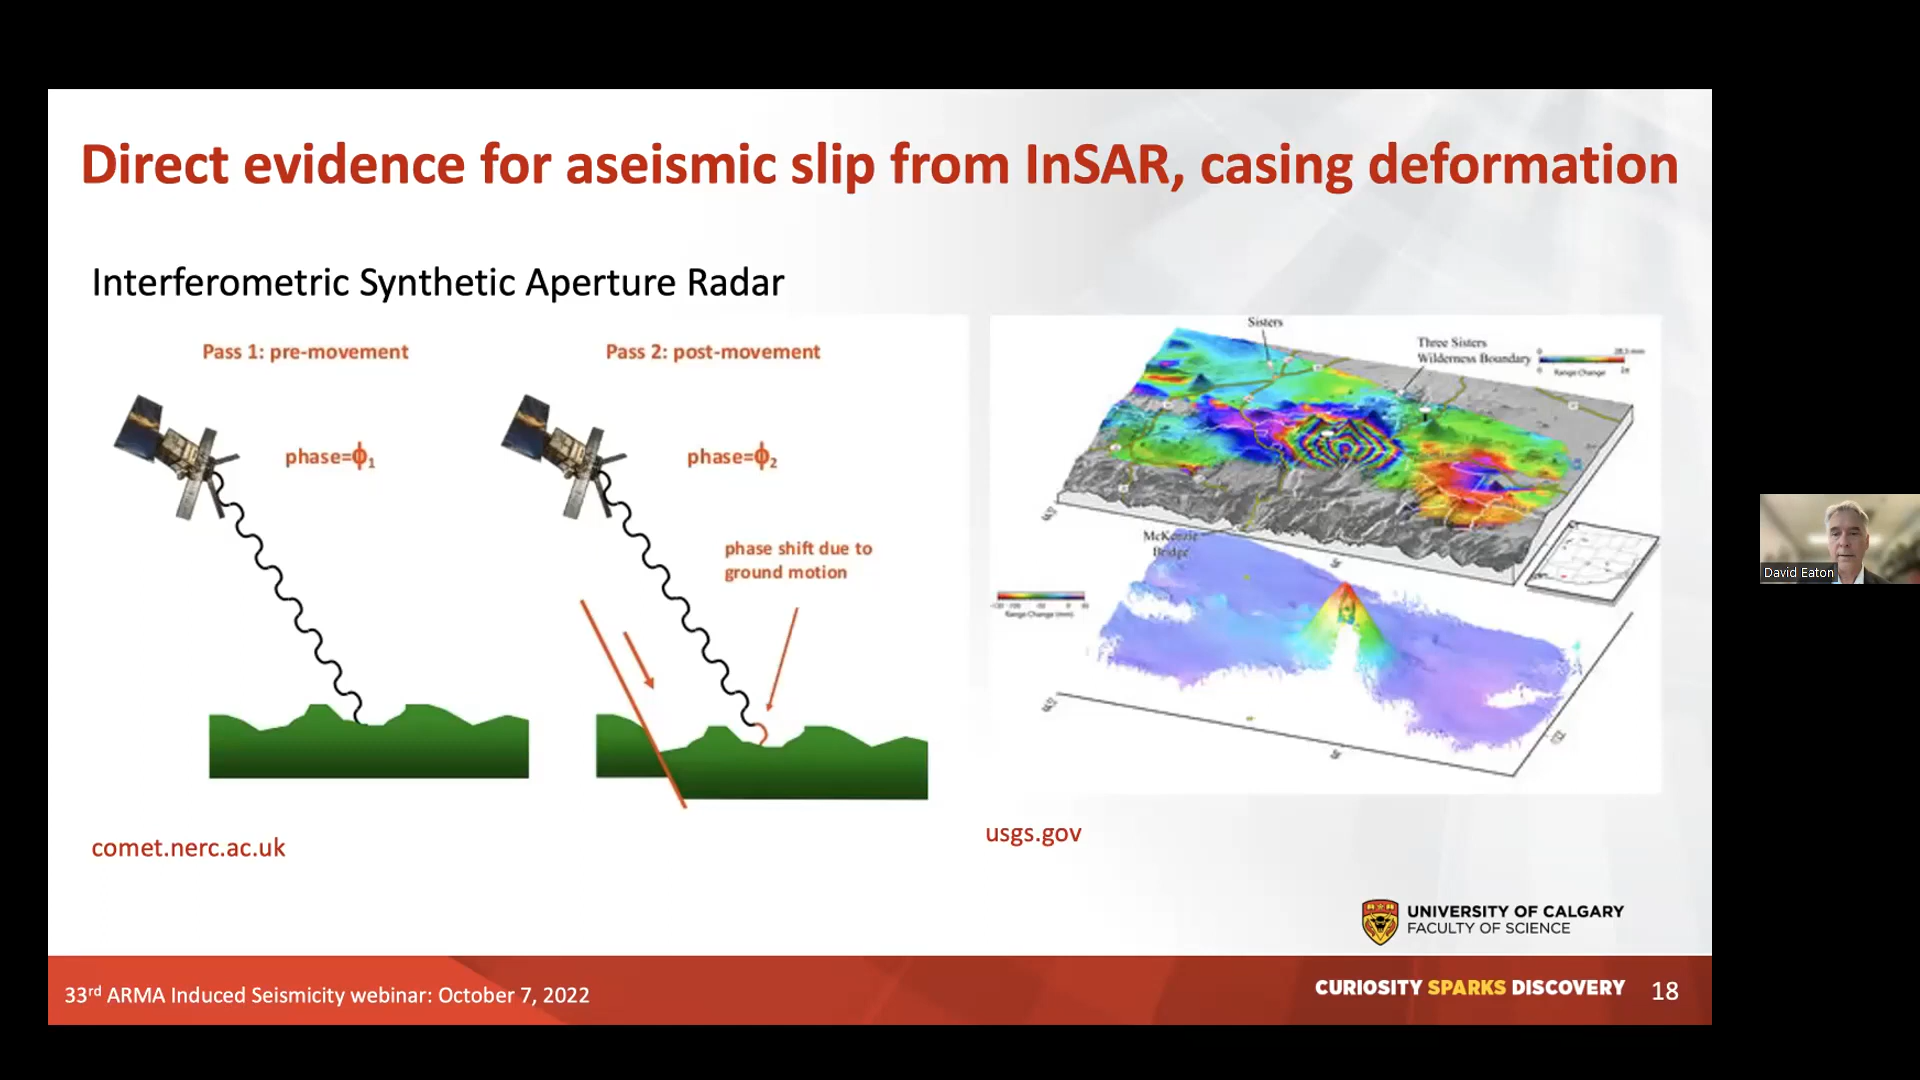 Direct evidence for aseismic slip from InSAR, casing deformation
Interferometric Synthetic Aperture Radar
Pass 1: pre-movement
Pass 2: post-movement
phase=ϕ₁
phase=ϕ₂
phase shift due to
ground motion
Sisters
Three Sisters
Wilderness Boundary
Range Change
McKenzie
Bridge
Range Change (mm)
comet.nerc.ac.uk
usgs.gov
David Eaton
UNIVERSITY OF CALGARY
FACULTY OF SCIENCE
33rd ARMA Induced Seismicity webinar: October 7, 2022
CURIOSITY SPARKS DISCOVERY
18